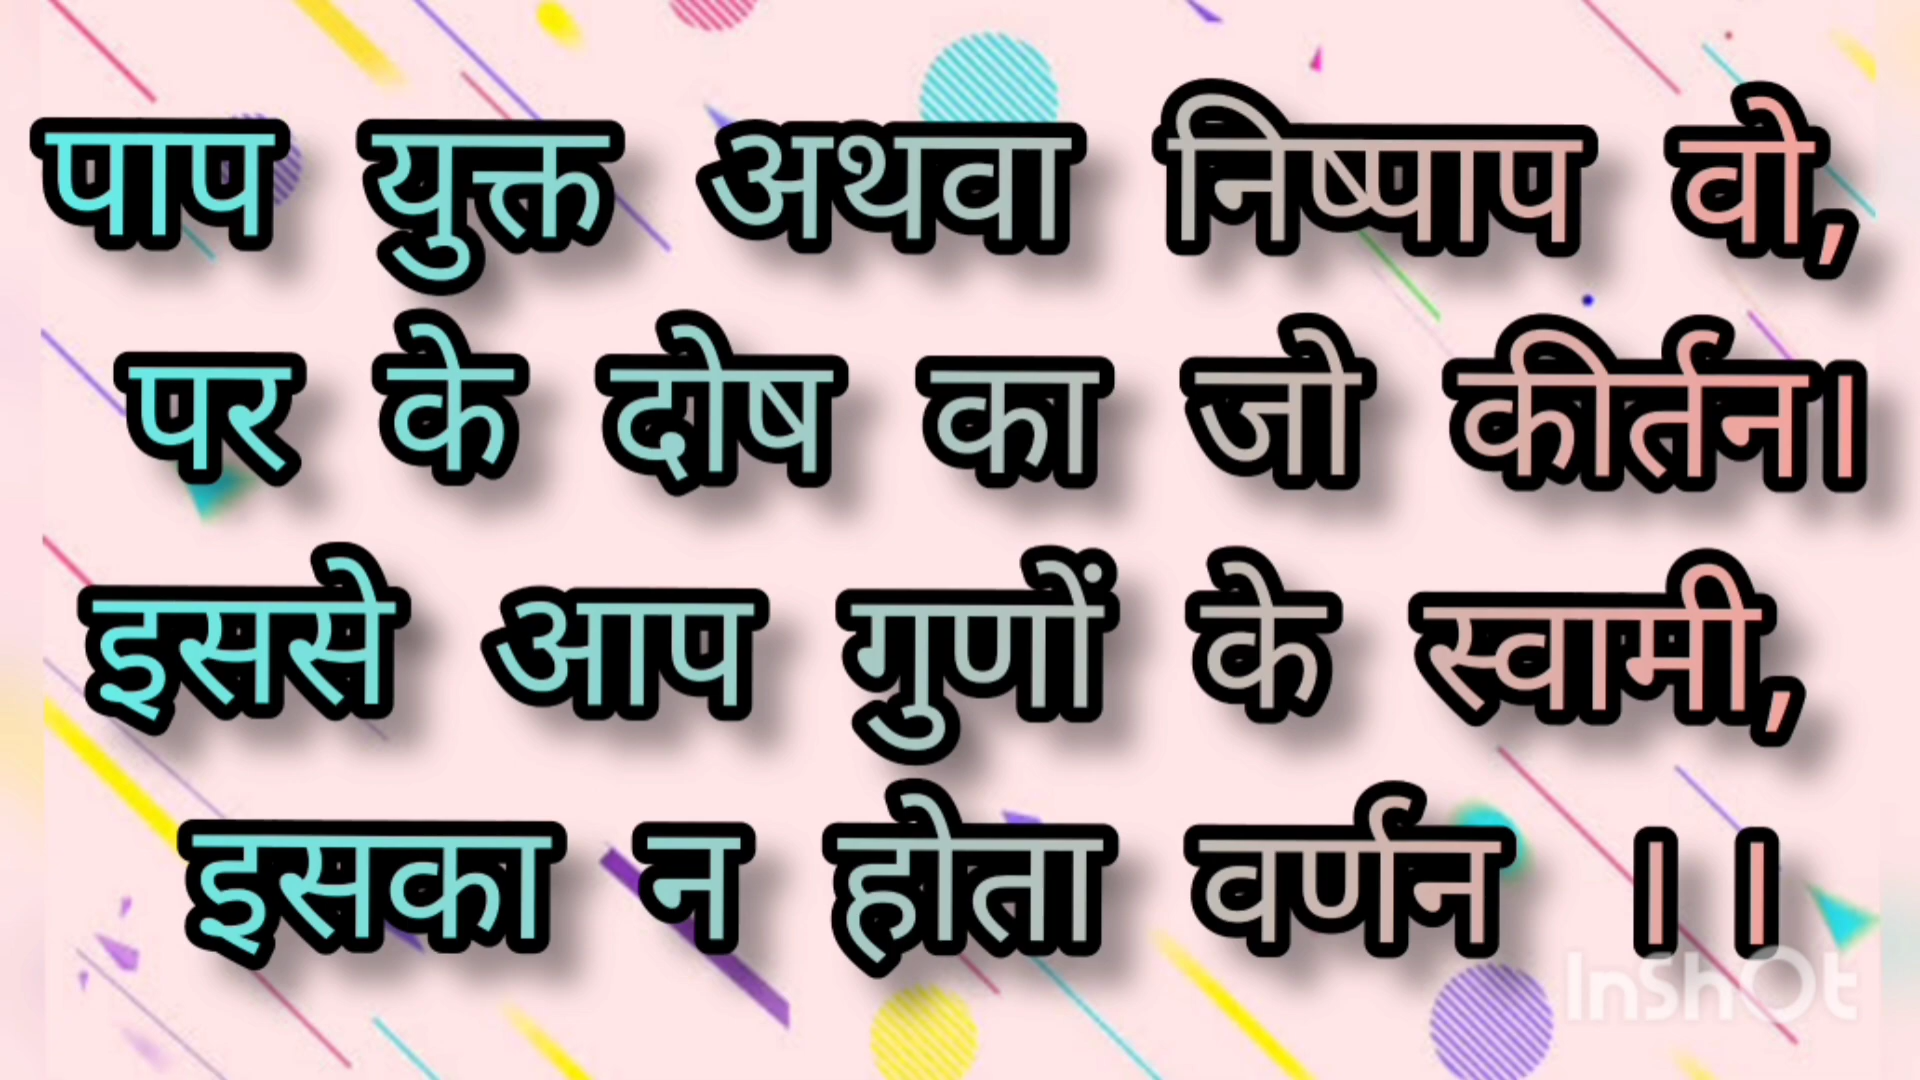 पाप युक्त अथवा निष्पाप वो,
पर के दोष का जो कीर्तन।
इससे आप गुणों के स्वामी,
इसका न होता वर्णन ।।
InShOt